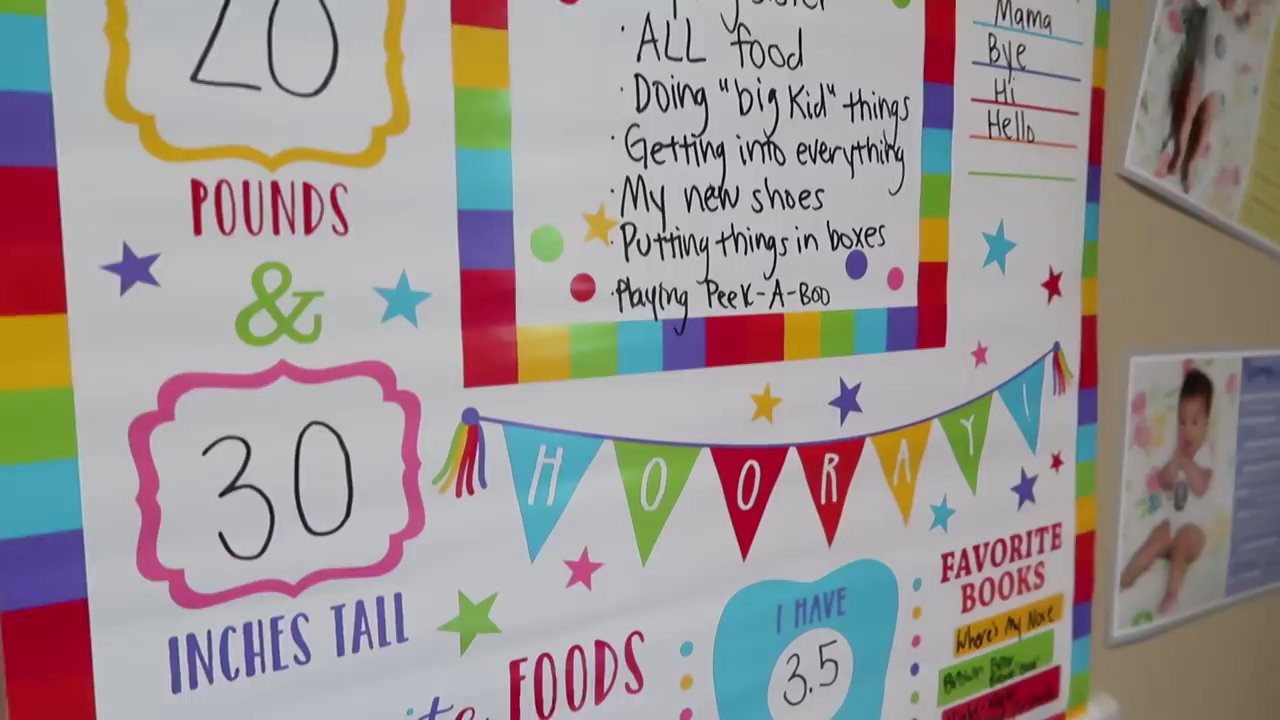 20
POUNDS
&
30
INCHES TALL
· ALL food
· Doing "big Kid" things
· Getting into everything
· My new shoes
· Putting things in boxes
· Playing Peek-A-Boo
Mama
Bye
Hi
Hello
HOORAY!
FOODS
I HAVE
3.5
FAVORITE
BOOKS
Where's My Nose
Brown Bear